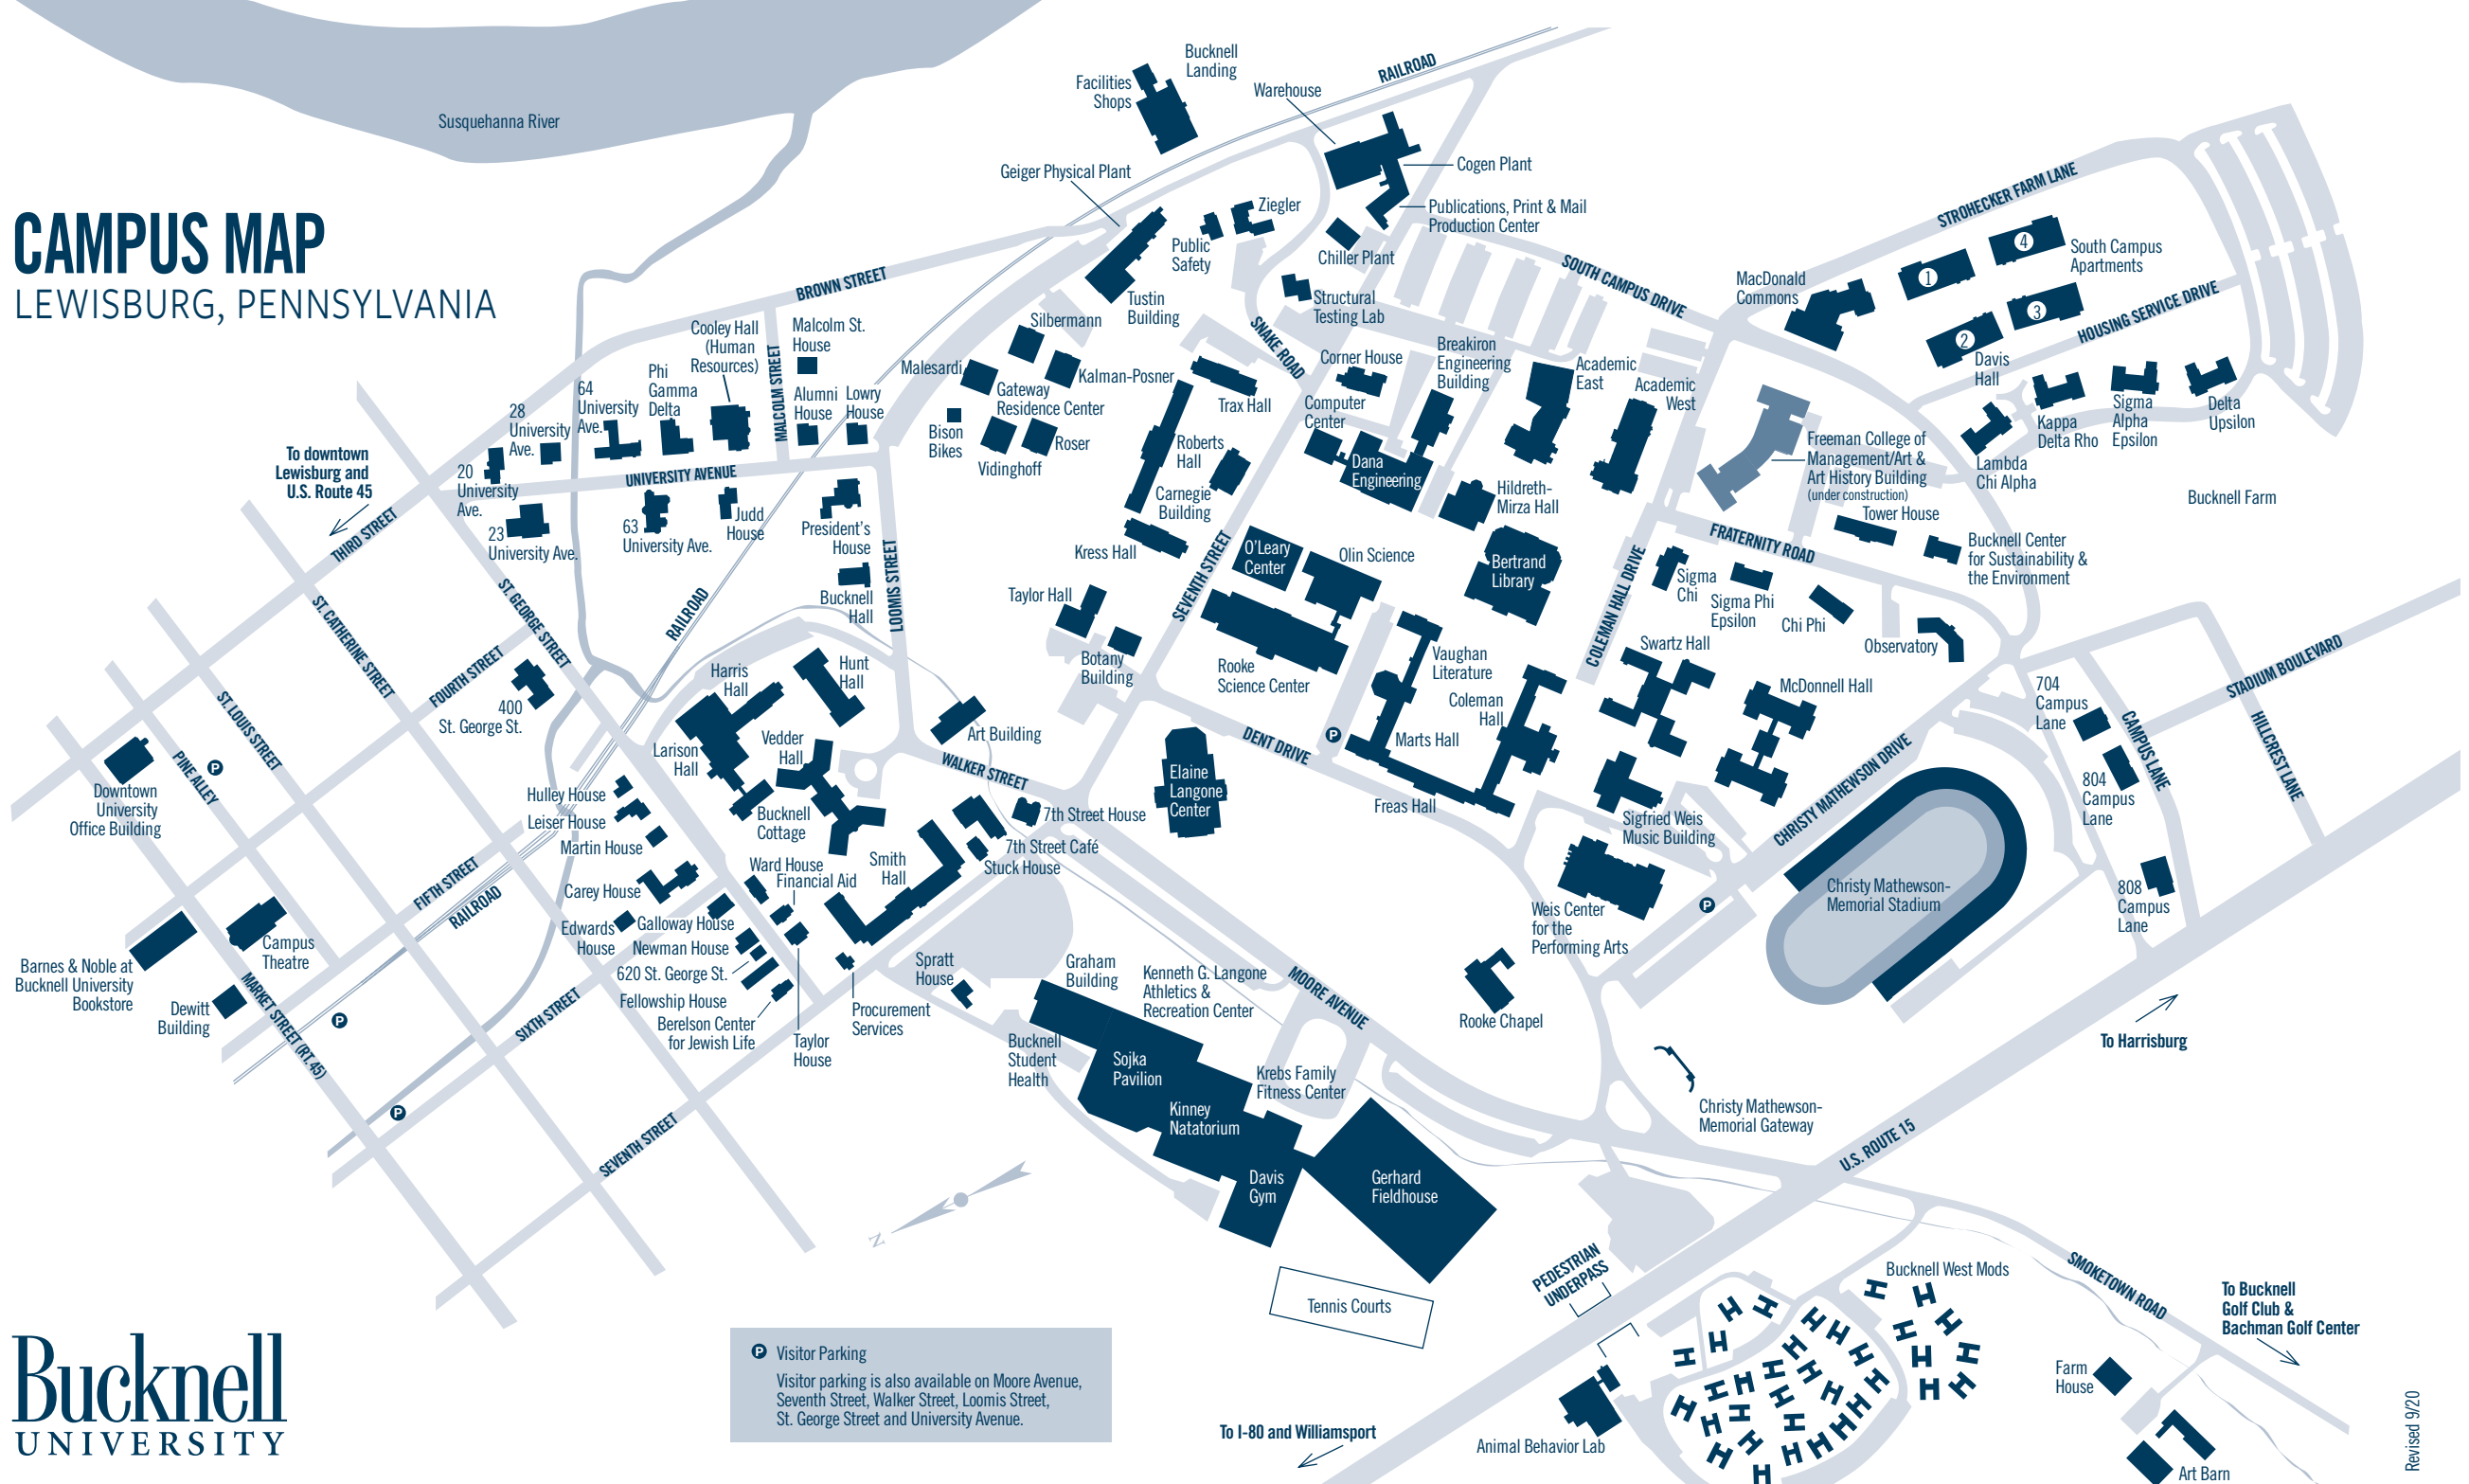 Bucknell
Landing
Facilities
Shops
RAILROAD
Warehouse
Susquehanna River
Geiger Physical Plant
Cogen Plant
Ziegler
Publications, Print & Mail
Production Center
CAMPUS MAP
LEWISBURG, PENNSYLVANIA
Public
Safety
Chiller Plant
STROHECKER FARM LANE
4
South Campus
Apartments
1
SOUTH CAMPUS DRIVE
MacDonald
Commons
BROWN STREET
Tustin
Building
Structural
Testing Lab
3
HOUSING SERVICE DRIVE
2
Davis
Hall
Silbermann
SNAKE ROAD
Cooley Hall
(Human
Resources)
Malcolm St.
House
MALCOLM STREET
Malesardi
Kalman-Posner
Gateway
Residence Center
Trax Hall
Corner House
Breakiron
Engineering
Building
Academic
East
Academic
West
Phi
Gamma
Delta
64
University
Ave.
28
University
Ave.
Alumni
House
Lowry
House
Bison
Bikes
Roser
Vidinghoff
Roberts
Hall
Computer
Center
Dana
Engineering
Kappa
Delta Rho
Sigma
Alpha
Epsilon
Delta
Upsilon
Freeman College of
Management/Art &
Art History Building
(under construction)
Lambda
Chi Alpha
Bucknell Farm
To downtown
Lewisburg and
U.S. Route 45
20
University
Ave.
UNIVERSITY AVENUE
Carnegie
Building
Hildreth-
Mirza Hall
Tower House
THIRD STREET
23
University Ave.
63
University Ave.
Judd
House
President's
House
LOOMIS STREET
Kress Hall
SEVENTH STREET
O'Leary
Center
Olin Science
Bertrand
Library
COLEMAN HALL DRIVE
FRATERNITY ROAD
Bucknell Center
for Sustainability &
the Environment
ST. CATHERINE STREET
ST. GEORGE STREET
RAILROAD
Bucknell
Hall
Taylor Hall
Sigma
Chi
Sigma Phi
Epsilon
Chi Phi
Observatory
Botany
Building
Rooke
Science Center
Vaughan
Literature
Swartz Hall
McDonnell Hall
FOURTH STREET
Harris
Hall
Hunt
Hall
400
St. George St.
ST. LOUIS STREET
PINE ALLEY
P
Coleman
Hall
704
Campus
Lane
CAMPUS LANE
STADIUM BOULEVARD
HILLCREST LANE
Larison
Hall
Vedder
Hall
Art Building
WALKER STREET
DENT DRIVE
P
Marts Hall
Elaine
Langone
Center
Freas Hall
CHRISTY MATHEWSON DRIVE
804
Campus
Lane
Downtown
University
Office Building
Hulley House
Leiser House
Martin House
Bucknell
Cottage
7th Street House
7th Street Café
Stuck House
Sigfried Weis
Music Building
Smith
Hall
Ward House
Financial Aid
FIFTH STREET
RAILROAD
Carey House
Galloway House
Edwards
House
Newman House
620 St. George St.
Fellowship House
Berelson Center
for Jewish Life
Weis Center
for the
Performing Arts
P
Christy Mathewson-
Memorial Stadium
808
Campus
Lane
Campus
Theatre
Barnes & Noble at
Bucknell University
Bookstore
Dewitt
Building
MARKET STREET (RT. 45)
P
SIXTH STREET
Taylor
House
Procurement
Services
Spratt
House
Graham
Building
Kenneth G. Langone
Athletics &
Recreation Center
MOORE AVENUE
Rooke Chapel
To Harrisburg
Bucknell
Student
Health
Sojka
Pavilion
Krebs Family
Fitness Center
Kinney
Natatorium
Christy Mathewson-
Memorial Gateway
U.S. ROUTE 15
P
SEVENTH STREET
Davis
Gym
Gerhard
Fieldhouse
N
PEDESTRIAN
UNDERPASS
Tennis Courts
Bucknell West Mods
SMOKETOWN ROAD
To Bucknell
Golf Club &
Bachman Golf Center
Farm
House
Bucknell
UNIVERSITY
P Visitor Parking
Visitor parking is also available on Moore Avenue,
Seventh Street, Walker Street, Loomis Street,
St. George Street and University Avenue.
To I-80 and Williamsport
Animal Behavior Lab
Art Barn
Revised 9/20